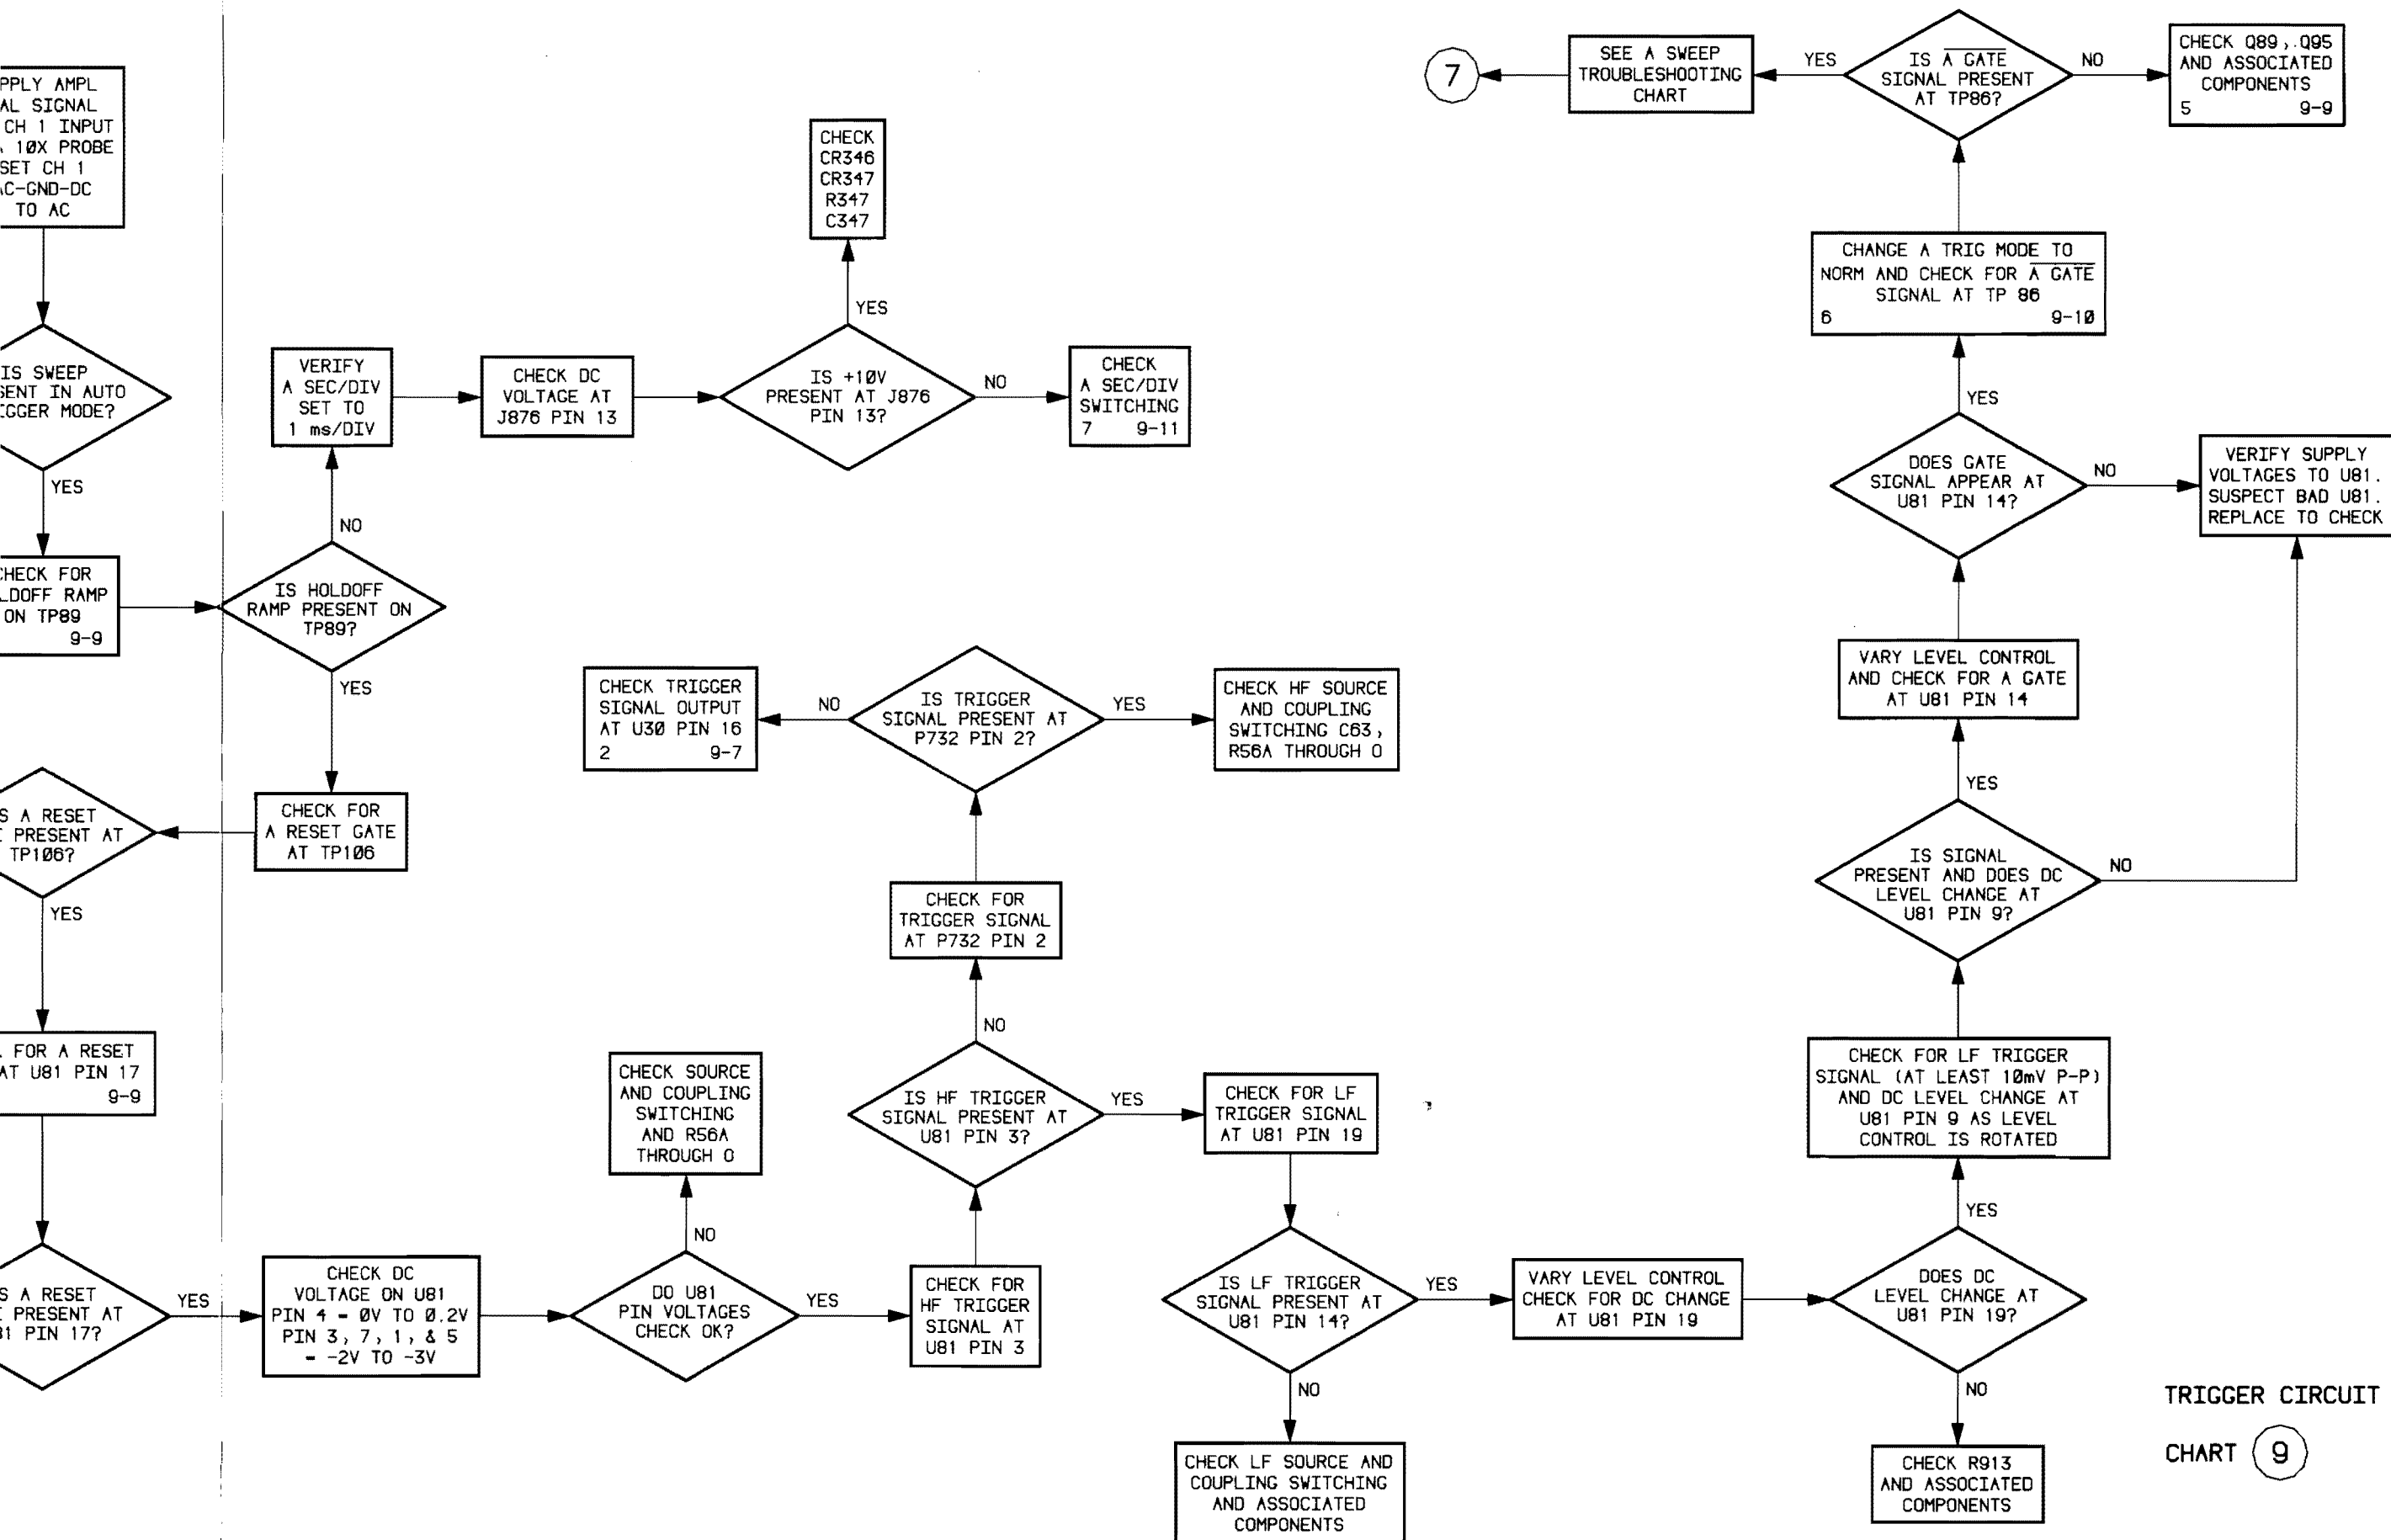 PPLY AMPL
AL SIGNAL
CH 1 INPUT
10X PROBE
SET CH 1
C-GND-DC
TO AC
IS SWEEP
SENT IN AUTO
IGGER MODE?
YES
CHECK FOR
LDOFF RAMP
ON TP89
9-9
S A RESET
PRESENT AT
TP106?
YES
FOR A RESET
AT U81 PIN 17
9-9
S A RESET
PRESENT AT
81 PIN 17?
YES
VERIFY
A SEC/DIV
SET TO
1 ms/DIV
NO
IS HOLDOFF
RAMP PRESENT ON
TP89?
YES
CHECK FOR
A RESET GATE
AT TP106
CHECK DC
VOLTAGE AT
J876 PIN 13
CHECK
CR346
CR347
R347
C347
YES
IS +10V
PRESENT AT J876
PIN 13?
NO
CHECK
A SEC/DIV
SWITCHING
7 9-11
CHECK DC
VOLTAGE ON U81
PIN 4 = 0V TO 0.2V
PIN 3, 7, 1, & 5
= -2V TO -3V
CHECK SOURCE
AND COUPLING
SWITCHING
AND R56A
THROUGH O
NO
DO U81
PIN VOLTAGES
CHECK OK?
YES
CHECK FOR
HF TRIGGER
SIGNAL AT
U81 PIN 3
IS HF TRIGGER
SIGNAL PRESENT AT
U81 PIN 3?
NO
CHECK FOR
TRIGGER SIGNAL
AT P732 PIN 2
IS TRIGGER
SIGNAL PRESENT AT
P732 PIN 2?
NO
CHECK TRIGGER
SIGNAL OUTPUT
AT U30 PIN 16
2 9-7
YES
CHECK HF SOURCE
AND COUPLING
SWITCHING C63,
R56A THROUGH O
YES
CHECK FOR LF
TRIGGER SIGNAL
AT U81 PIN 19
IS LF TRIGGER
SIGNAL PRESENT AT
U81 PIN 14?
NO
CHECK LF SOURCE AND
COUPLING SWITCHING
AND ASSOCIATED
COMPONENTS
YES
VARY LEVEL CONTROL
CHECK FOR DC CHANGE
AT U81 PIN 19
DOES DC
LEVEL CHANGE AT
U81 PIN 19?
NO
CHECK R913
AND ASSOCIATED
COMPONENTS
YES
CHECK FOR LF TRIGGER
SIGNAL (AT LEAST 10mV P-P)
AND DC LEVEL CHANGE AT
U81 PIN 9 AS LEVEL
CONTROL IS ROTATED
IS SIGNAL
PRESENT AND DOES DC
LEVEL CHANGE AT
U81 PIN 9?
NO
YES
VARY LEVEL CONTROL
AND CHECK FOR A GATE
AT U81 PIN 14
DOES GATE
SIGNAL APPEAR AT
U81 PIN 14?
NO
VERIFY SUPPLY
VOLTAGES TO U81.
SUSPECT BAD U81.
REPLACE TO CHECK
YES
CHANGE A TRIG MODE TO
NORM AND CHECK FOR A GATE
SIGNAL AT TP 86
6 9-10
IS A GATE
SIGNAL PRESENT
AT TP86?
NO
CHECK Q89, Q95
AND ASSOCIATED
COMPONENTS
5 9-9
YES
SEE A SWEEP
TROUBLESHOOTING
CHART
7
TRIGGER CIRCUIT
CHART 9